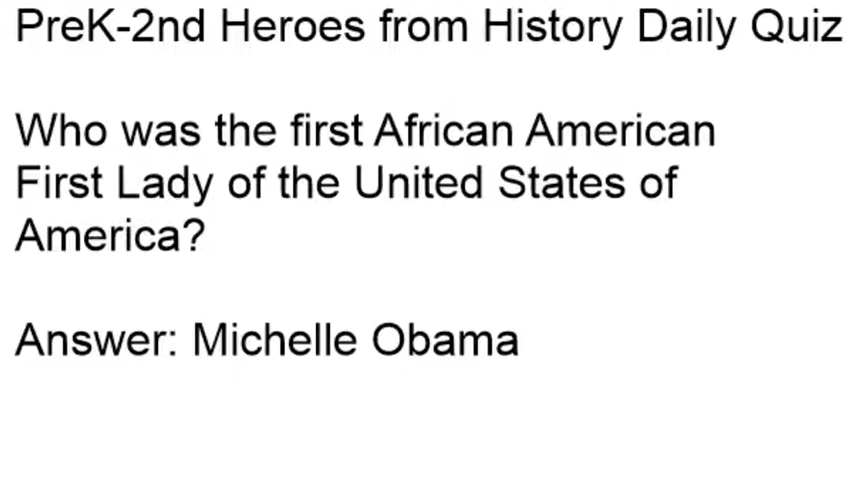 PreK-2nd Heroes from History Daily Quiz
Who was the first African American
First Lady of the United States of
America?
Answer: Michelle Obama